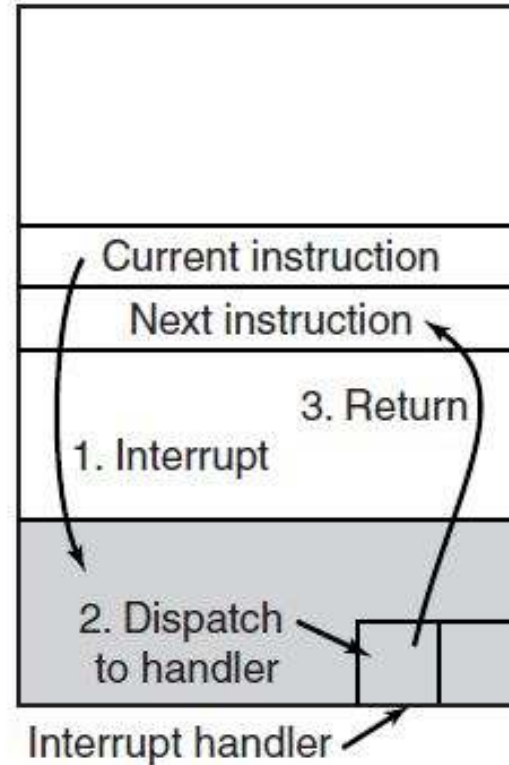 Current instruction
Next instruction
3. Return
1. Interrupt
2. Dispatch
to handler
Interrupt handler